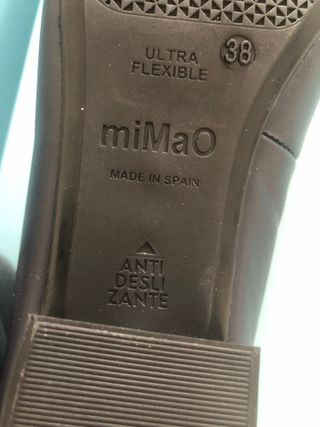 ULTRA
FLEXIBLE
38
miMaO
MADE IN SPAIN
ANTI
DESLI
ZANTE